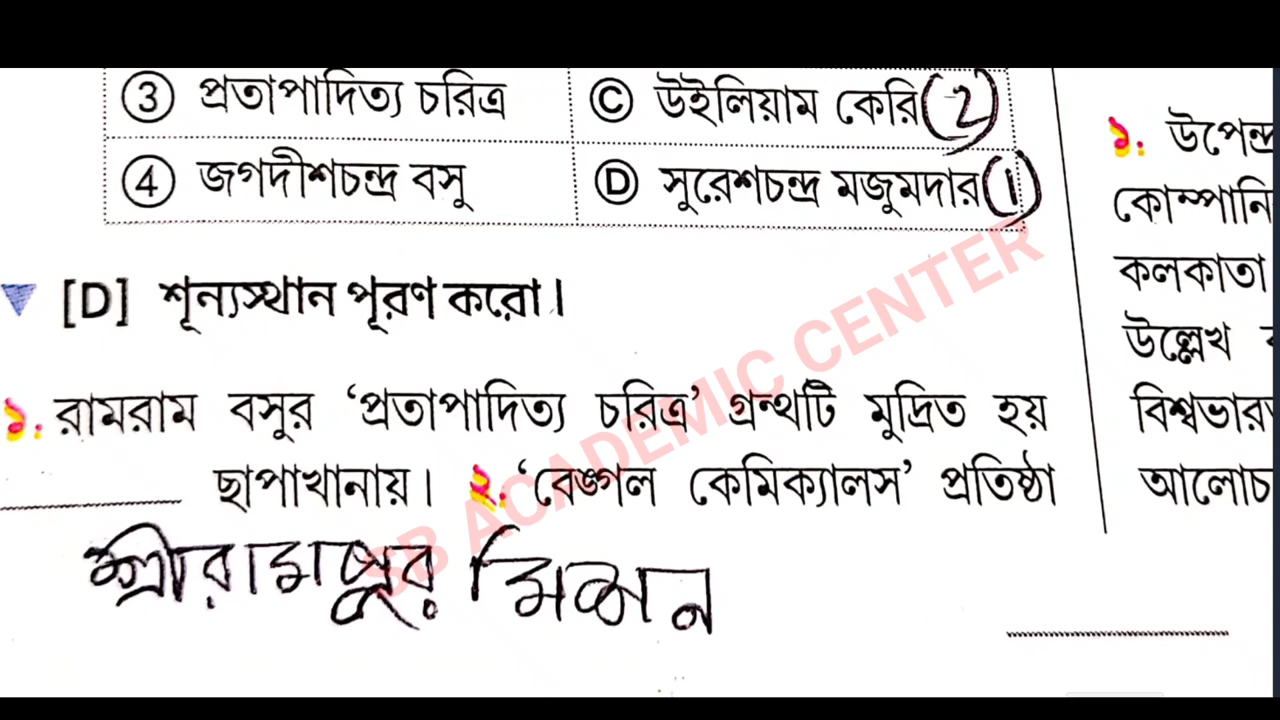 ③ প্রতাপাদিত্য চরিত্র Ⓒ উইলিয়াম কেরি (2)
④ জগদীশচন্দ্র বসু Ⓓ সুরেশচন্দ্র মজুমদার (1)
[D] শূন্যস্থান পূরণ করো।
১. রামরাম বসুর ‘প্রতাপাদিত্য চরিত্র’ গ্রন্থটি মুদ্রিত হয়
ছাপাখানায়। ২. ‘বেঙ্গল কেমিক্যালস’ প্রতিষ্ঠা
শ্রীরামপুর মিশন
১. উপেন্দ্র
কোম্পানি
কলকাতা
উল্লেখ
বিশ্বভার
আলোচ
SB ACADEMIC CENTER